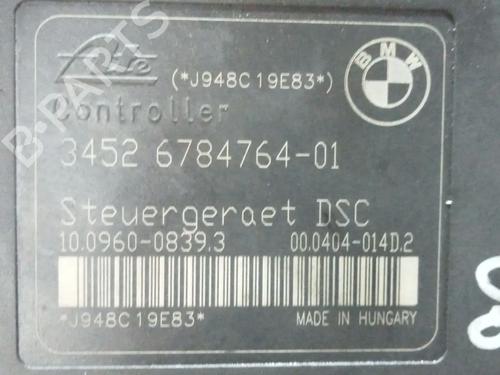 Ate
(*J948C19E83*)
BMW
Controller
3452 6784764-01
Steuergeraet DSC
10.0960-0839.3
00.0404-014D.2
*J948C19E83*
MADE IN HUNGARY
B-PARTS